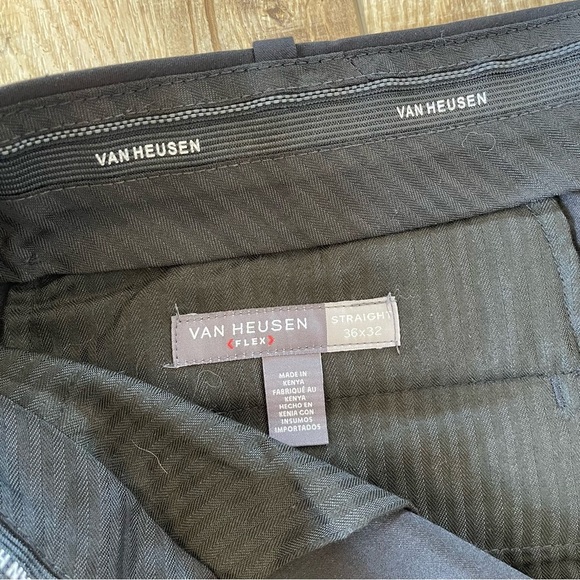 VAN HEUSEN
VAN HEUSEN
VAN HEUSEN
FLEX
STRAIGHT
36x32
MADE IN
KENYA
FABRIQUÉ AU
KENYA
HECHO EN
KENIA CON
INSUMOS
IMPORTADOS